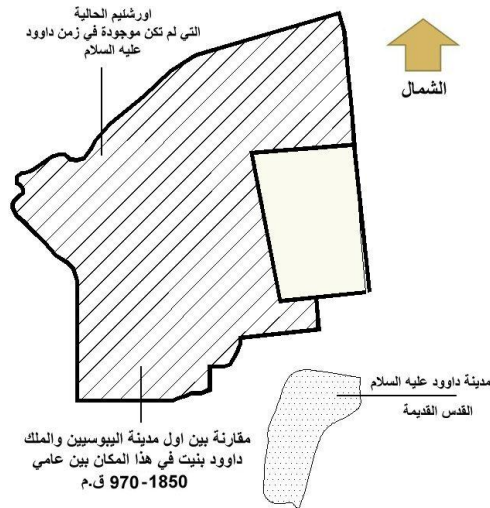 اورشليم الحالية
التي لم تكن موجودة في زمن داوود
عليه السلام
الشمال
مدينة داوود عليه السلام
القدس القديمة
مقارنة بين اول مدينة اليبوسيين والملك
داوود بنيت في هذا المكان بين عامي
1850-970 ق.م